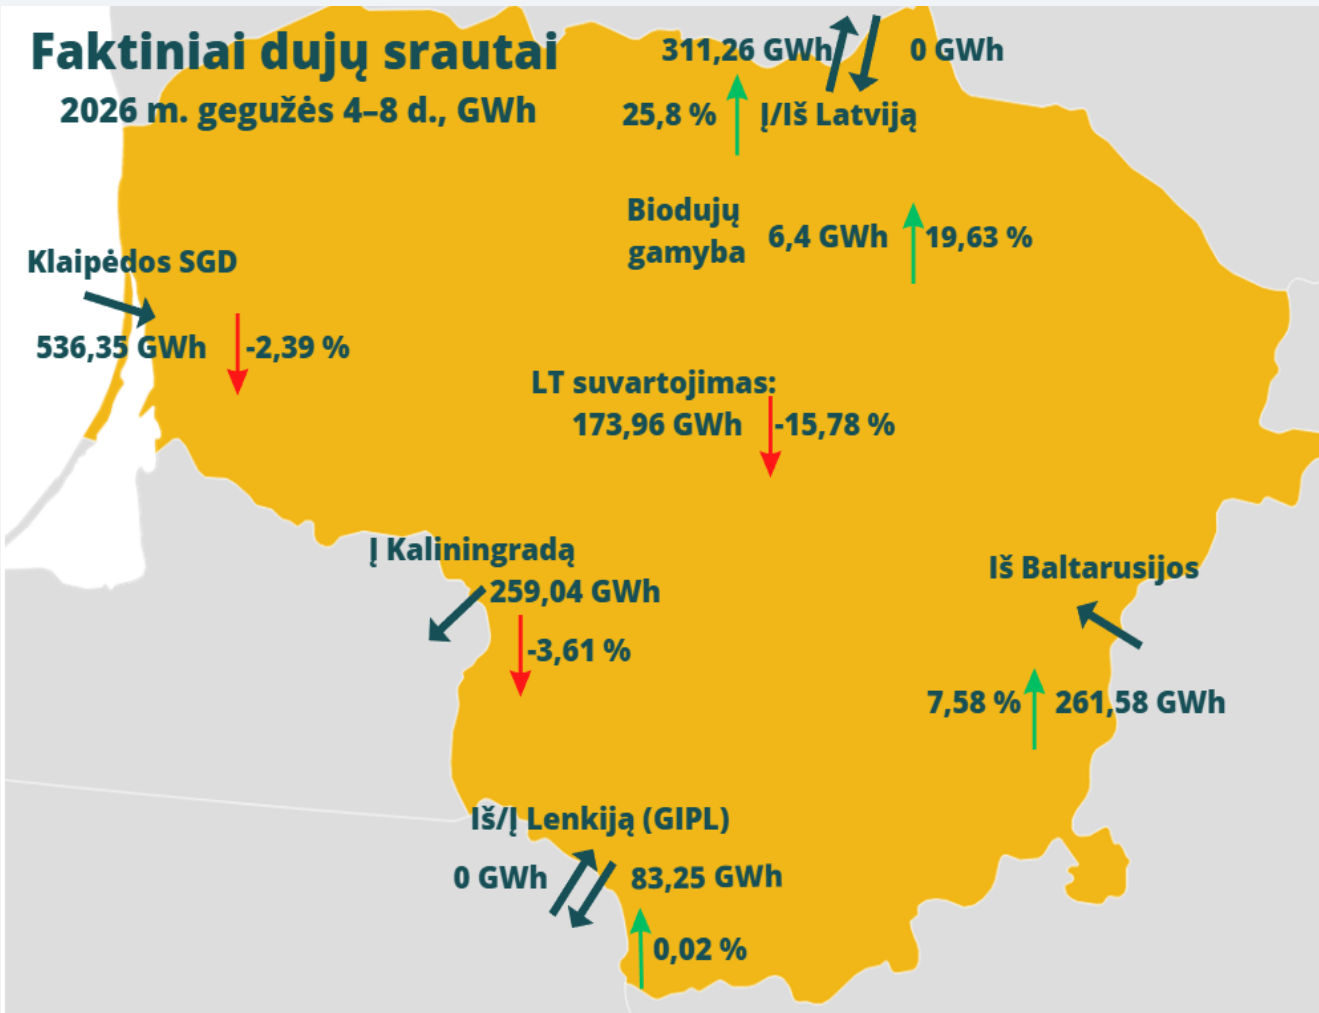 Faktiniai dujų srautai
2026 m. gegužės 4–8 d., GWh
311,26 GWh
0 GWh
25,8 %
Į/Iš Latviją
Biodujų
gamyba
6,4 GWh
19,63 %
Klaipėdos SGD
536,35 GWh
-2,39 %
LT suvartojimas:
173,96 GWh
-15,78 %
Į Kaliningradą
259,04 GWh
-3,61 %
Iš Baltarusijos
7,58 %
261,58 GWh
Iš/Į Lenkiją (GIPL)
0 GWh
83,25 GWh
0,02 %